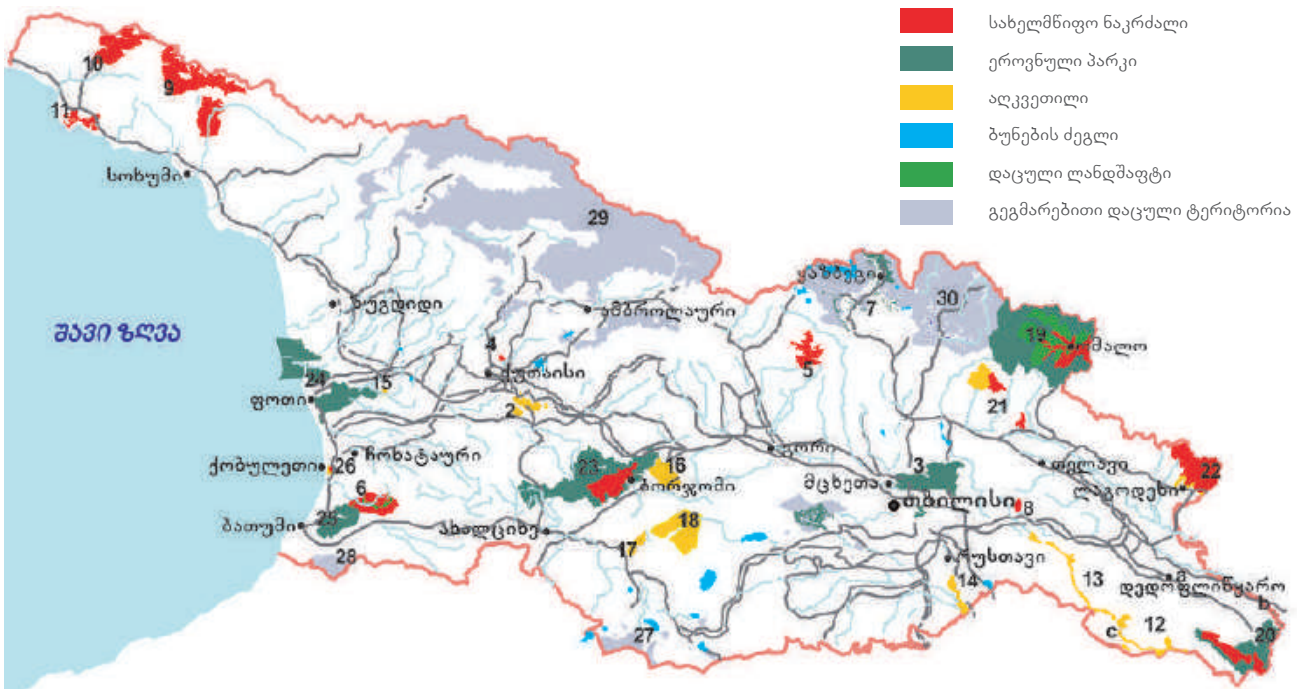 სახელმწიფო ნაკრძალი
ეროვნული პარკი
აღკვეთილი
ბუნების ძეგლი
დაცული ლანდშაფტი
გეგმარებითი დაცული ტერიტორია
10
9
11
სოხუმი
29
ყაზბეგი
7
30
ზუგდიდი
ამბროლაური
შავი ზღვა
19
ომალო
4
ქუთაისი
5
24
15
21
ფოთი
2
გორი
ქობულეთი
26
ჩოხატაური
23
16
ბორჯომი
3
მცხეთა
თბილისი
თელავი
22
ლაგოდეხი
6
8
25
ბათუმი
ახალციხე
18
17
28
რუსთავი
14
13
დედოფლისწყარო
b
27
c
12
20